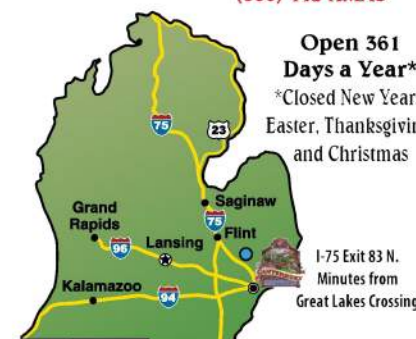 Open 361
Days a Year*
*Closed New Year
Easter, Thanksgivin
and Christmas
75
23
Saginaw
75
Flint
Grand
Rapids
96
Lansing
Kalamazoo
94
I-75 Exit 83 N.
Minutes from
Great Lakes Crossing